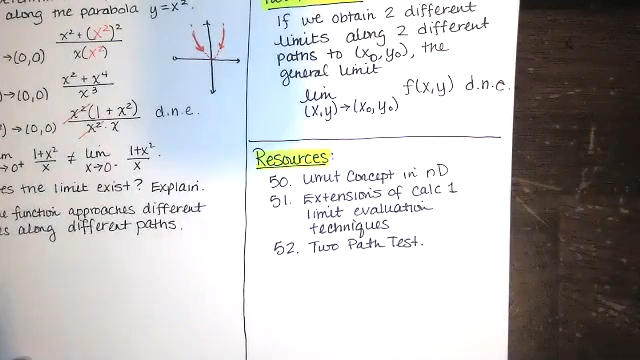 along the parabola y = x².
x² + (x²)²
→(0,0)
x(x²)
x² + x⁴
→(0,0)
x³
x²(1 + x²)
→(0,0)
d.n.e.
x² · x
x→0⁺ 1+x²/x ≠ lim x→0⁻ 1+x²/x.
the limit exist? Explain.
function approaches different
along different paths.
If we obtain 2 different
limits along 2 different
paths to (x₀, y₀), the
general limit
lim f(x,y) d.n.e.
(x,y)→(x₀,y₀)
Resources:
50. Limit Concept in nD
51. Extensions of calc 1
limit evaluation
techniques
52. Two Path Test.